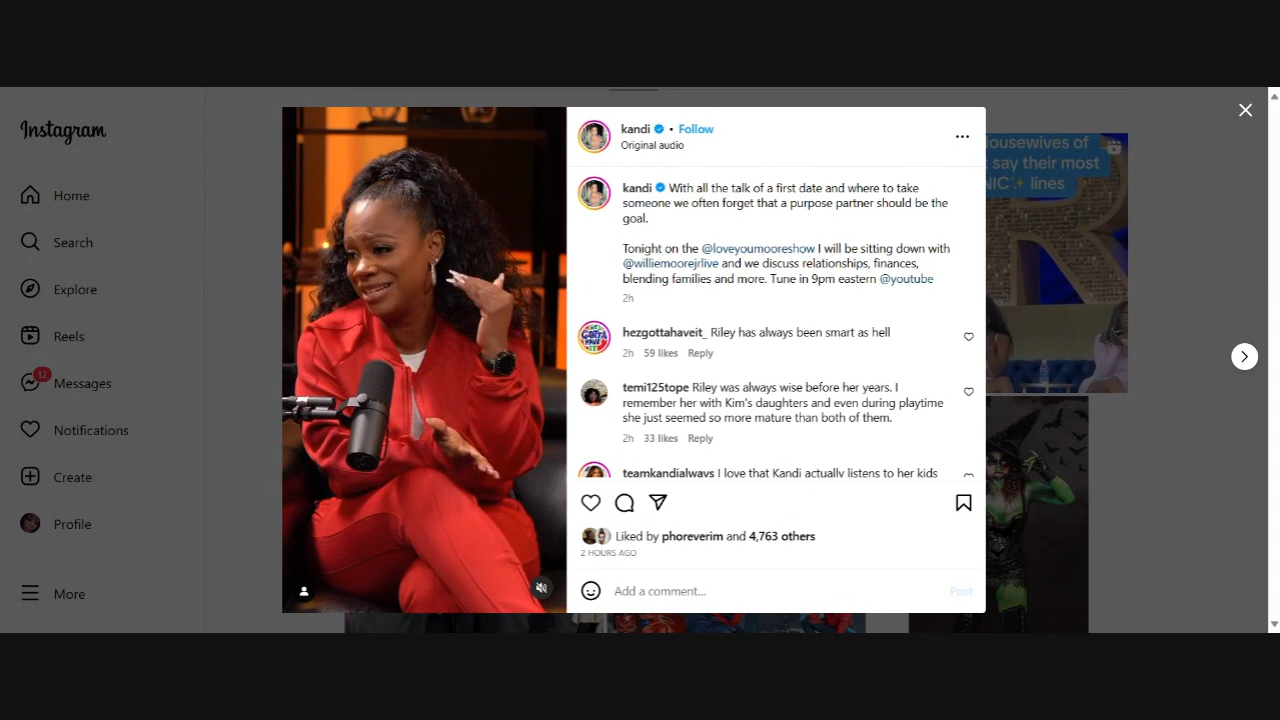 Instagram
Home
Search
Explore
Reels
12
Messages
Notifications
Create
Profile
More
kandi • Follow
Original audio
•••
kandi With all the talk of a first date and where to take
someone we often forget that a purpose partner should be the
goal.
Tonight on the @loveyoumooreshow I will be sitting down with
@williemoorejrlive and we discuss relationships, finances,
blending families and more. Tune in 9pm eastern @youtube
2h
hezgottahaveit_ Riley has always been smart as hell
2h 59 likes Reply
temi125tope Riley was always wise before her years. I
remember her with Kim's daughters and even during playtime
she just seemed so more mature than both of them.
2h 33 likes Reply
teamkandialways I love that Kandi actually listens to her kids
Liked by phoreverim and 4,763 others
2 HOURS AGO
Add a comment...
Post
ousewives of
t say their most
NIC✨ lines
R